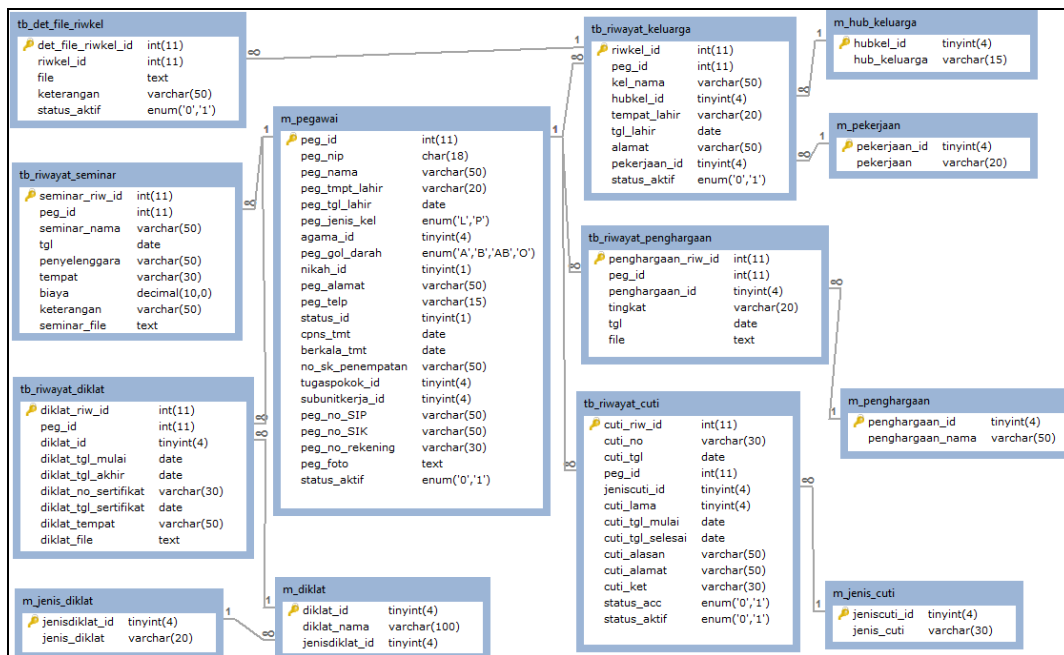 tb_det_file_riwkel
det_file_riwkel_id int(11)
riwkel_id int(11)
file text
keterangan varchar(50)
status_aktif enum('0','1')
tb_riwayat_seminar
seminar_riw_id int(11)
peg_id int(11)
seminar_nama varchar(50)
tgl date
penyelenggara varchar(50)
tempat varchar(30)
biaya decimal(10,0)
keterangan varchar(50)
seminar_file text
tb_riwayat_diklat
diklat_riw_id int(11)
peg_id int(11)
diklat_id tinyint(4)
diklat_tgl_mulai date
diklat_tgl_akhir date
diklat_no_sertifikat varchar(30)
diklat_tgl_sertifikat date
diklat_tempat varchar(50)
diklat_file text
m_jenis_diklat
jenisdiklat_id tinyint(4)
jenis_diklat varchar(20)
m_pegawai
peg_id int(11)
peg_nip char(18)
peg_nama varchar(50)
peg_tmpt_lahir varchar(20)
peg_tgl_lahir date
peg_jenis_kel enum('L','P')
agama_id tinyint(4)
peg_gol_darah enum('A','B','AB','O')
nikah_id tinyint(1)
peg_alamat varchar(50)
peg_telp varchar(15)
status_id tinyint(1)
cpns_tmt date
berkala_tmt date
no_sk_penempatan varchar(50)
tugaspokok_id tinyint(4)
subunitkerja_id tinyint(4)
peg_no_SIP varchar(50)
peg_no_SIK varchar(50)
peg_no_rekening varchar(30)
peg_foto text
status_aktif enum('0','1')
m_diklat
diklat_id tinyint(4)
diklat_nama varchar(100)
jenisdiklat_id tinyint(4)
tb_riwayat_keluarga
riwkel_id int(11)
peg_id int(11)
kel_nama varchar(50)
hubkel_id tinyint(4)
tempat_lahir varchar(20)
tgl_lahir date
alamat varchar(50)
pekerjaan_id tinyint(4)
status_aktif enum('0','1')
tb_riwayat_penghargaan
penghargaan_riw_id int(11)
peg_id int(11)
penghargaan_id tinyint(4)
tingkat varchar(20)
tgl date
file text
tb_riwayat_cuti
cuti_riw_id int(11)
cuti_no varchar(30)
cuti_tgl date
peg_id int(11)
jeniscuti_id tinyint(4)
cuti_lama tinyint(4)
cuti_tgl_mulai date
cuti_tgl_selesai date
cuti_alasan varchar(50)
cuti_alamat varchar(50)
cuti_ket varchar(30)
status_acc enum('0','1')
status_aktif enum('0','1')
m_hub_keluarga
hubkel_id tinyint(4)
hub_keluarga varchar(15)
m_pekerjaan
pekerjaan_id tinyint(4)
pekerjaan varchar(20)
m_penghargaan
penghargaan_id tinyint(4)
penghargaan_nama varchar(50)
m_jenis_cuti
jeniscuti_id tinyint(4)
jenis_cuti varchar(30)